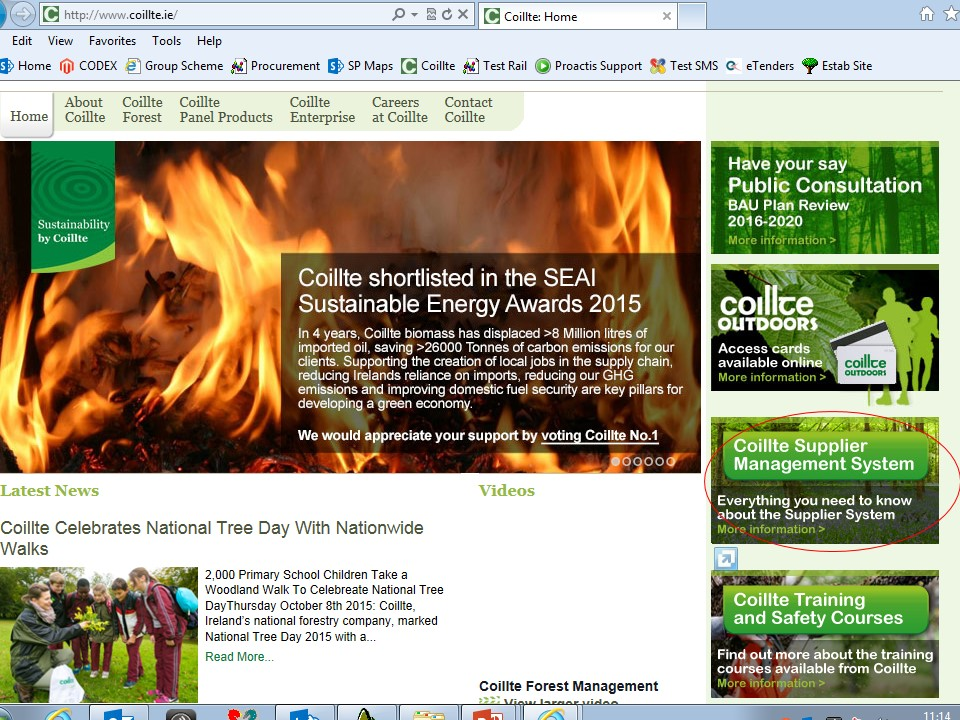 http://www.coillte.ie/
Coillte: Home
Edit View Favorites Tools Help
Home CODEX Group Scheme Procurement SP Maps Coillte Test Rail Proactis Support Test SMS eTenders Estab Site
Home
About Coillte
Coillte Forest
Coillte Panel Products
Coillte Enterprise
Careers at Coillte
Contact Coillte
Sustainability
by Coillte
Coillte shortlisted in the SEAI
Sustainable Energy Awards 2015
In 4 years, Coillte biomass has displaced >8 Million litres of
imported oil, saving >26000 Tonnes of carbon emissions for our
clients. Supporting the creation of local jobs in the supply chain,
reducing Irelands reliance on imports, reducing our GHG
emissions and improving domestic fuel security are key pillars for
developing a green economy.
We would appreciate your support by voting Coillte No.1
Have your say
Public Consultation
BAU Plan Review
2016-2020
More information >
coillte
OUTDOORS
Access cards
available online
More information >
coillte
OUTDOORS
Coillte Supplier
Management System
Everything you need to know
about the Supplier System
More information >
Coillte Training
and Safety Courses
Find out more about the training
courses available from Coillte
More information >
Latest News
Coillte Celebrates National Tree Day With Nationwide
Walks
2,000 Primary School Children Take a
Woodland Walk To Celebreate National Tree
DayThursday October 8th 2015: Coillte,
Ireland's national forestry company, marked
National Tree Day 2015 with a...
Read More...
Videos
Coillte Forest Management
View larger video
11:14